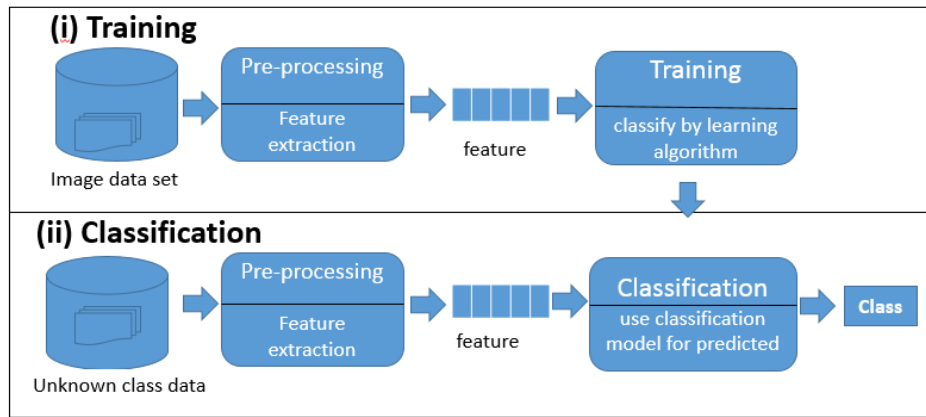 (i) Training
Pre-processing
Feature
extraction
feature
Training
classify by learning
algorithm
Image data set
(ii) Classification
Pre-processing
Feature
extraction
feature
Classification
use classification
model for predicted
Class
Unknown class data